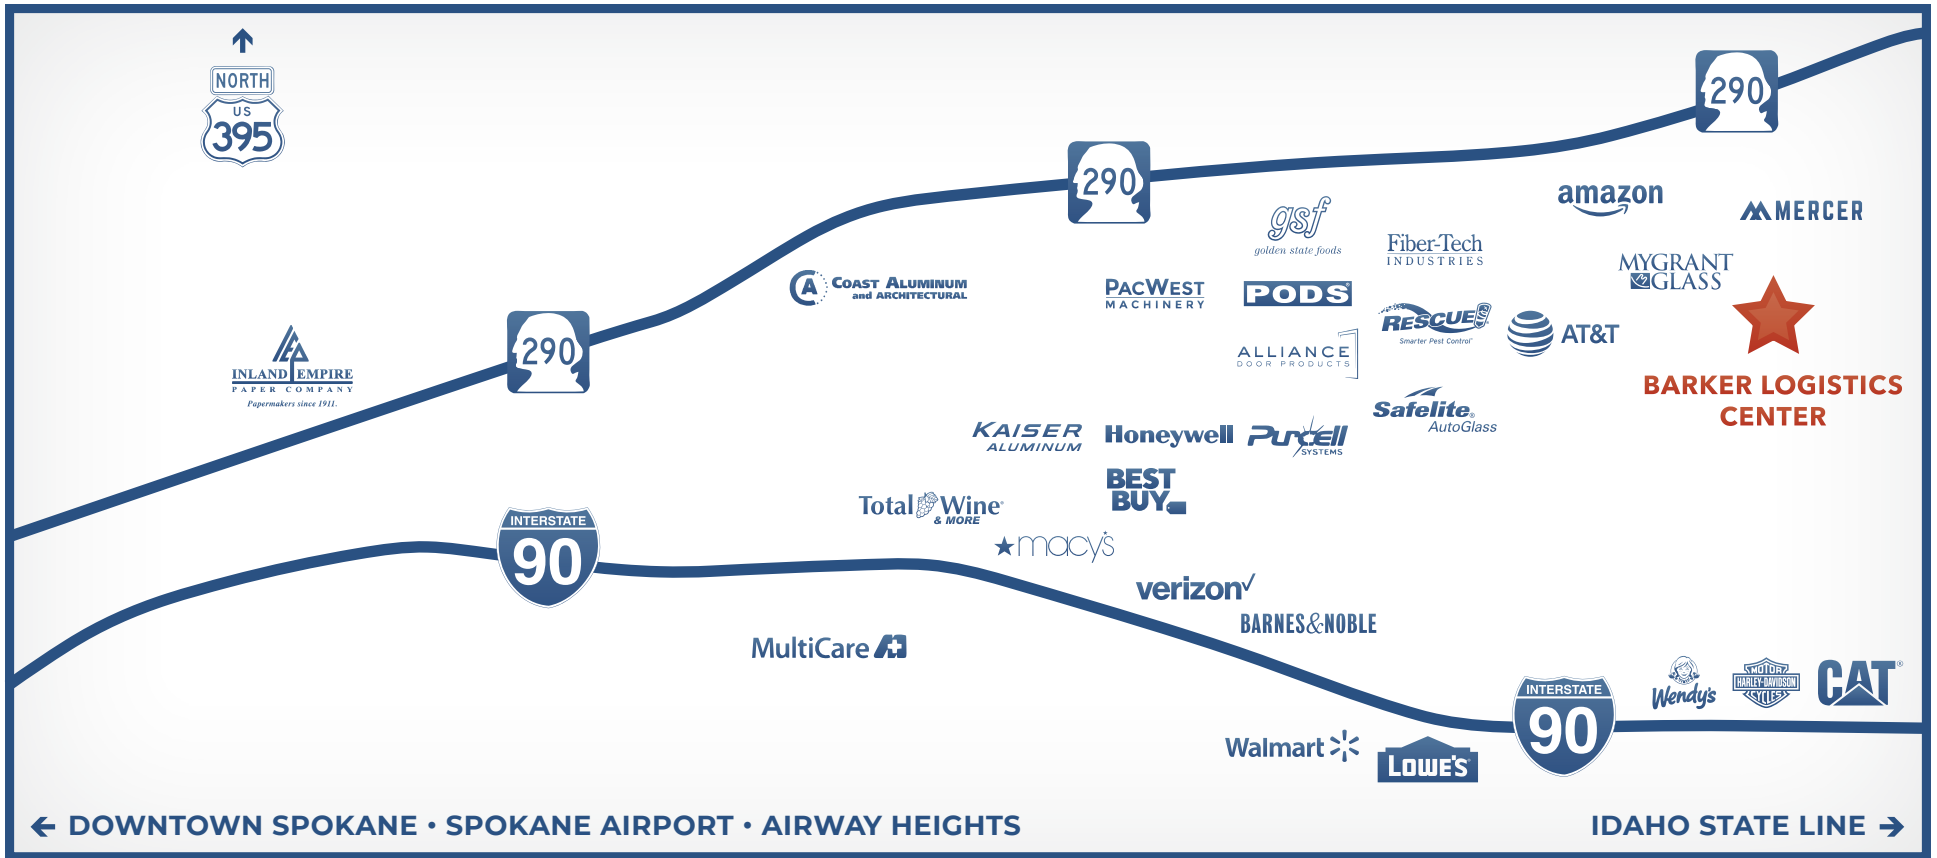 NORTH
US
395
290
290
290
amazon
MERCER
gsf
golden state foods
Fiber-Tech
INDUSTRIES
MYGRANT
GLASS
COAST ALUMINUM
and ARCHITECTURAL
A
PACWEST
MACHINERY
PODS
RESCUE!
Smarter Pest Control
AT&T
INLAND EMPIRE
PAPER COMPANY
Papermakers since 1911.
ALLIANCE
DOOR PRODUCTS
BARKER LOGISTICS
CENTER
Safelite®
AutoGlass
KAISER
ALUMINUM
Honeywell
Purcell
SYSTEMS
BEST
BUY
Total Wine
& MORE
macy's
INTERSTATE
90
verizon
BARNES&NOBLE
MultiCare
Wendy's
MOTOR
HARLEY-DAVIDSON
CYCLES
CAT®
INTERSTATE
90
Walmart
LOWE'S
DOWNTOWN SPOKANE • SPOKANE AIRPORT • AIRWAY HEIGHTS
IDAHO STATE LINE